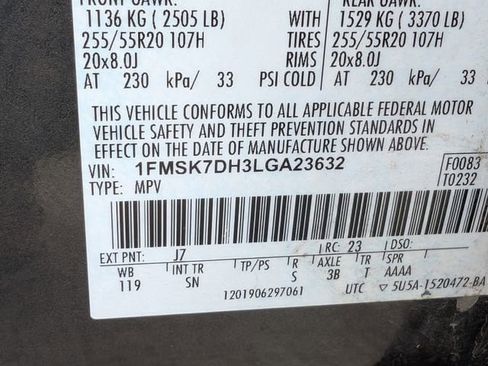 FRONT GAWR: REAR GAWR:
1136 KG ( 2505 LB) WITH 1529 KG ( 3370 LB)
255/55R20 107H TIRES 255/55R20 107H
20x8.0J RIMS 20x8.0J
AT 230 kPa/ 33 PSI COLD AT 230 kPa/ 33
THIS VEHICLE CONFORMS TO ALL APPLICABLE FEDERAL MOTOR
VEHICLE SAFETY AND THEFT PREVENTION STANDARDS IN
EFFECT ON THE DATE OF MANUFACTURE SHOWN ABOVE.
VIN: 1FMSK7DH3LGA23632 F0083
TYPE: MPV T0232
EXT PNT: J7 RC: 23 DSO:
WB INT TR TP/PS R AXLE TR SPR
119 SN S 3B T AAAA
1201906297061 UTC ▽ 5U5A-1520472-BA